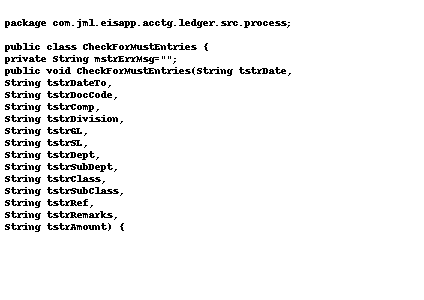 package com.jml.eisapp.acctg.ledger.src.process;
public class CheckForMustEntries {
private String mstrErrMsg="";
public void CheckForMustEntries(String tstrDate,
String tstrDateTo,
String tstrDocCode,
String tstrComp,
String tstrDivision,
String tstrGL,
String tstrSL,
String tstrDept,
String tstrSubDept,
String tstrClass,
String tstrSubClass,
String tstrRef,
String tstrRemarks,
String tstrAmount) {